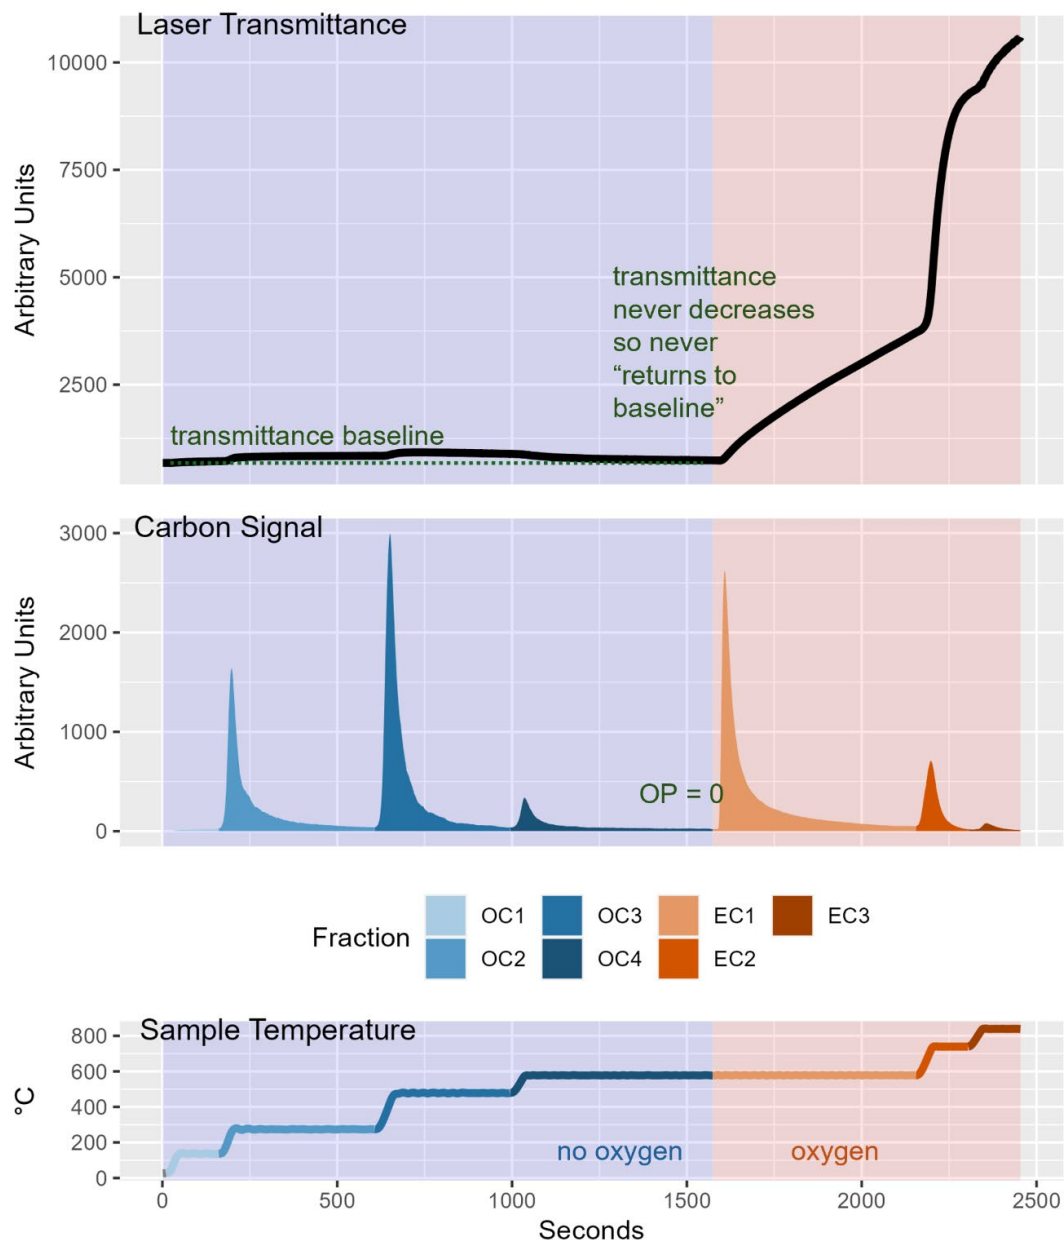 Laser Transmittance
10000
7500
5000
2500
Arbitrary Units
transmittance
never decreases
so never
“returns to
baseline”
transmittance baseline
Carbon Signal
3000
2000
1000
0
Arbitrary Units
OP = 0
Fraction
OC1 OC3 EC1 EC3
OC2 OC4 EC2
Sample Temperature
800
600
400
200
0
°C
no oxygen oxygen
0 500 1000 1500 2000 2500
Seconds